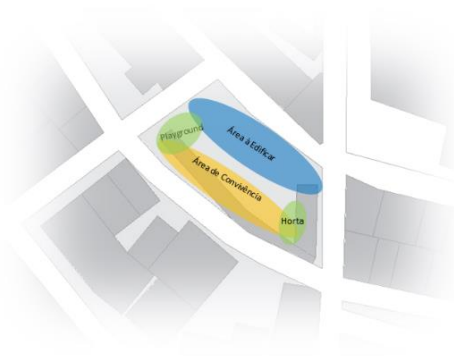 Playground
Área à Edificar
Área de Convivência
Horta